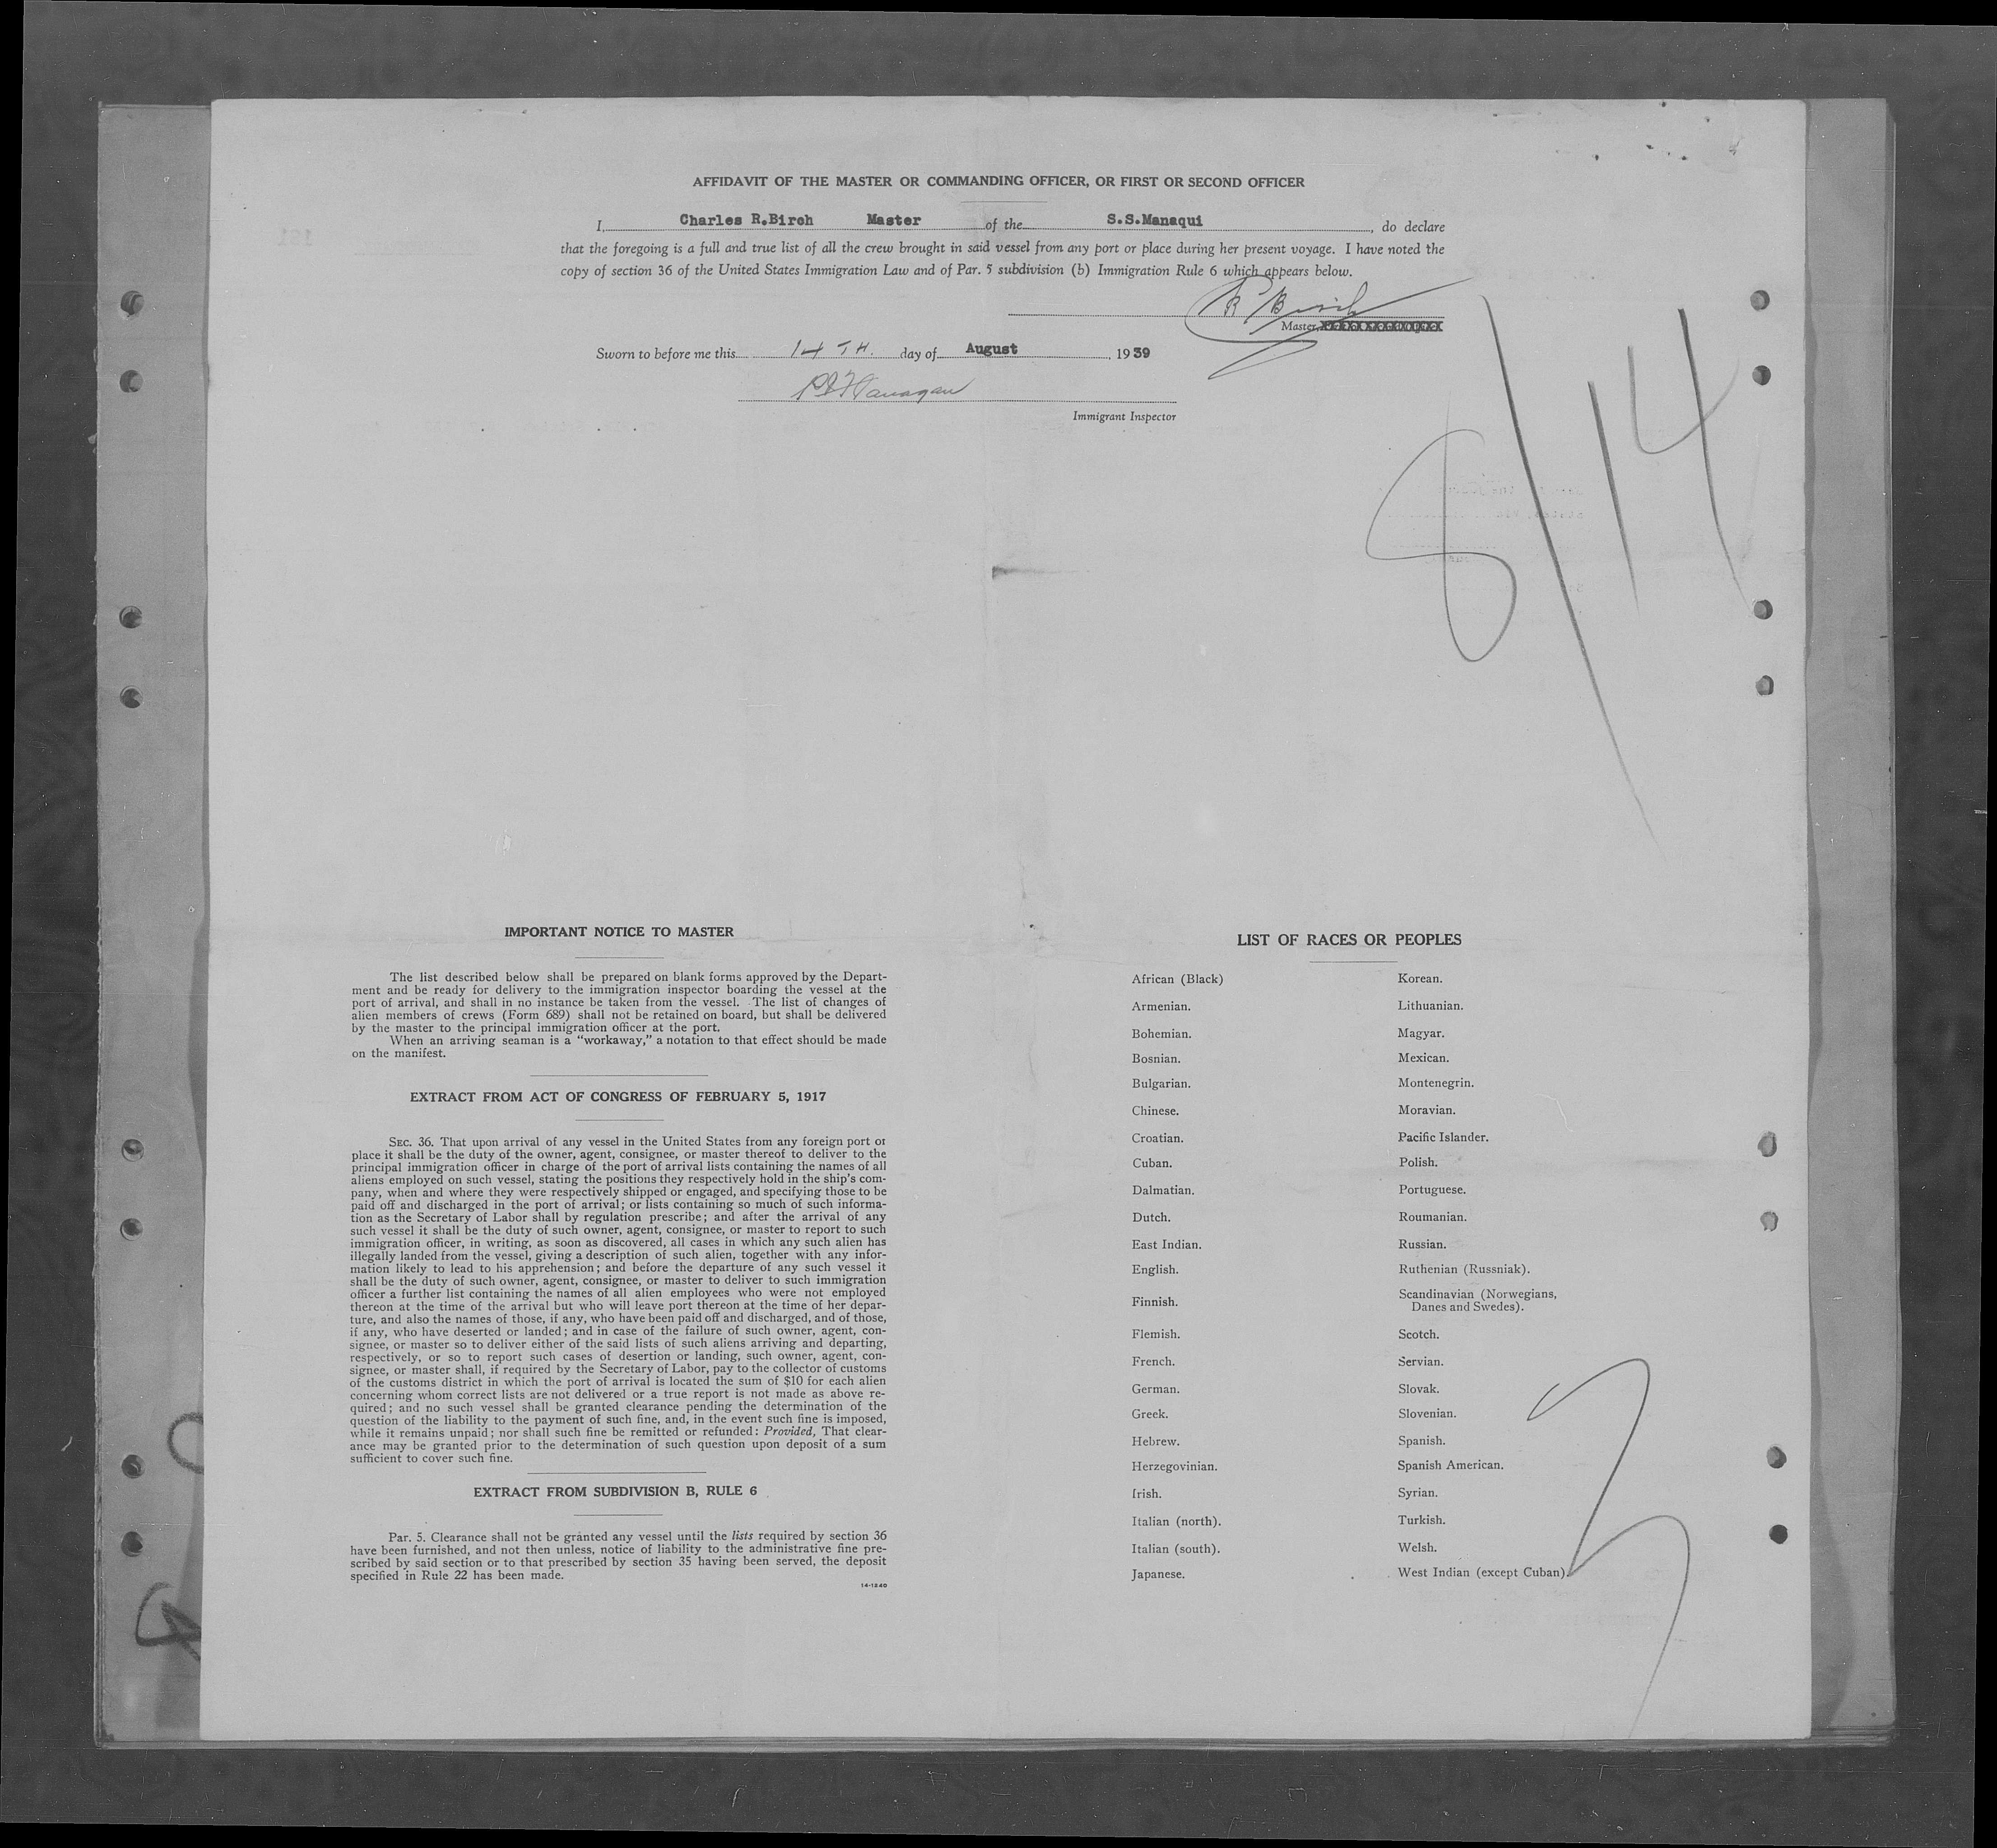 AFFIDAVIT OF THE MASTER OR COMMANDING OFFICER, OR FIRST OR SECOND OFFICER
I, Charles R.Birch Master of the S.S.Manaqui, do declare
that the foregoing is a full and true list of all the crew brought in said vessel from any port or place during her present voyage. I have noted the
copy of section 36 of the United States Immigration Law and of Par. 5 subdivision (b) Immigration Rule 6 which appears below.
R Birch
Master,
Sworn to before me this 14 TH. day of August, 1939
Flanagan
Immigrant Inspector
8/14
IMPORTANT NOTICE TO MASTER
The list described below shall be prepared on blank forms approved by the Depart-
ment and be ready for delivery to the immigration inspector boarding the vessel at the
port of arrival, and shall in no instance be taken from the vessel. The list of changes of
alien members of crews (Form 689) shall not be retained on board, but shall be delivered
by the master to the principal immigration officer at the port.
When an arriving seaman is a “workaway,” a notation to that effect should be made
on the manifest.
EXTRACT FROM ACT OF CONGRESS OF FEBRUARY 5, 1917
SEC. 36. That upon arrival of any vessel in the United States from any foreign port or
place it shall be the duty of the owner, agent, consignee, or master thereof to deliver to the
principal immigration officer in charge of the port of arrival lists containing the names of all
aliens employed on such vessel, stating the positions they respectively hold in the ship's com-
pany, when and where they were respectively shipped or engaged, and specifying those to be
paid off and discharged in the port of arrival; or lists containing so much of such informa-
tion as the Secretary of Labor shall by regulation prescribe; and after the arrival of any
such vessel it shall be the duty of such owner, agent, consignee, or master to report to such
immigration officer, in writing, as soon as discovered, all cases in which any such alien has
illegally landed from the vessel, giving a description of such alien, together with any infor-
mation likely to lead to his apprehension; and before the departure of any such vessel it
shall be the duty of such owner, agent, consignee, or master to deliver to such immigration
officer a further list containing the names of all alien employees who were not employed
thereon at the time of the arrival but who will leave port thereon at the time of her depar-
ture, and also the names of those, if any, who have been paid off and discharged, and of those,
if any, who have deserted or landed; and in case of the failure of such owner, agent, con-
signee, or master so to deliver either of the said lists of such aliens arriving and departing,
respectively, or so to report such cases of desertion or landing, such owner, agent, con-
signee, or master shall, if required by the Secretary of Labor, pay to the collector of customs
of the customs district in which the port of arrival is located the sum of $10 for each alien
concerning whom correct lists are not delivered or a true report is not made as above re-
quired; and no such vessel shall be granted clearance pending the determination of the
question of the liability to the payment of such fine, and, in the event such fine is imposed,
while it remains unpaid; nor shall such fine be remitted or refunded: Provided, That clear-
ance may be granted prior to the determination of such question upon deposit of a sum
sufficient to cover such fine.
EXTRACT FROM SUBDIVISION B, RULE 6
Par. 5. Clearance shall not be granted any vessel until the lists required by section 36
have been furnished, and not then unless, notice of liability to the administrative fine pre-
scribed by said section or to that prescribed by section 35 having been served, the deposit
specified in Rule 22 has been made.
14-1240
LIST OF RACES OR PEOPLES
African (Black)
Armenian.
Bohemian.
Bosnian.
Bulgarian.
Chinese.
Croatian.
Cuban.
Dalmatian.
Dutch.
East Indian.
English.
Finnish.
Flemish.
French.
German.
Greek.
Hebrew.
Herzegovinian.
Irish.
Italian (north).
Italian (south).
Japanese.
Korean.
Lithuanian.
Magyar.
Mexican.
Montenegrin.
Moravian.
Pacific Islander.
Polish.
Portuguese.
Roumanian.
Russian.
Ruthenian (Russniak).
Scandinavian (Norwegians,
Danes and Swedes).
Scotch.
Servian.
Slovak.
Slovenian.
Spanish.
Spanish American.
Syrian.
Turkish.
Welsh.
West Indian (except Cuban).